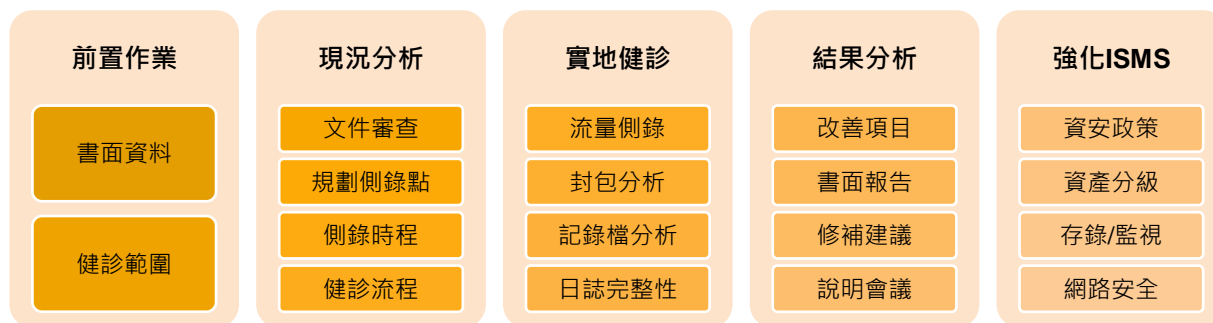 前置作業
書面資料
健診範圍
現況分析
文件審查
規劃側錄點
側錄時程
健診流程
實地健診
流量側錄
封包分析
記錄檔分析
日誌完整性
結果分析
改善項目
書面報告
修補建議
說明會議
強化ISMS
資安政策
資產分級
存錄/監視
網路安全